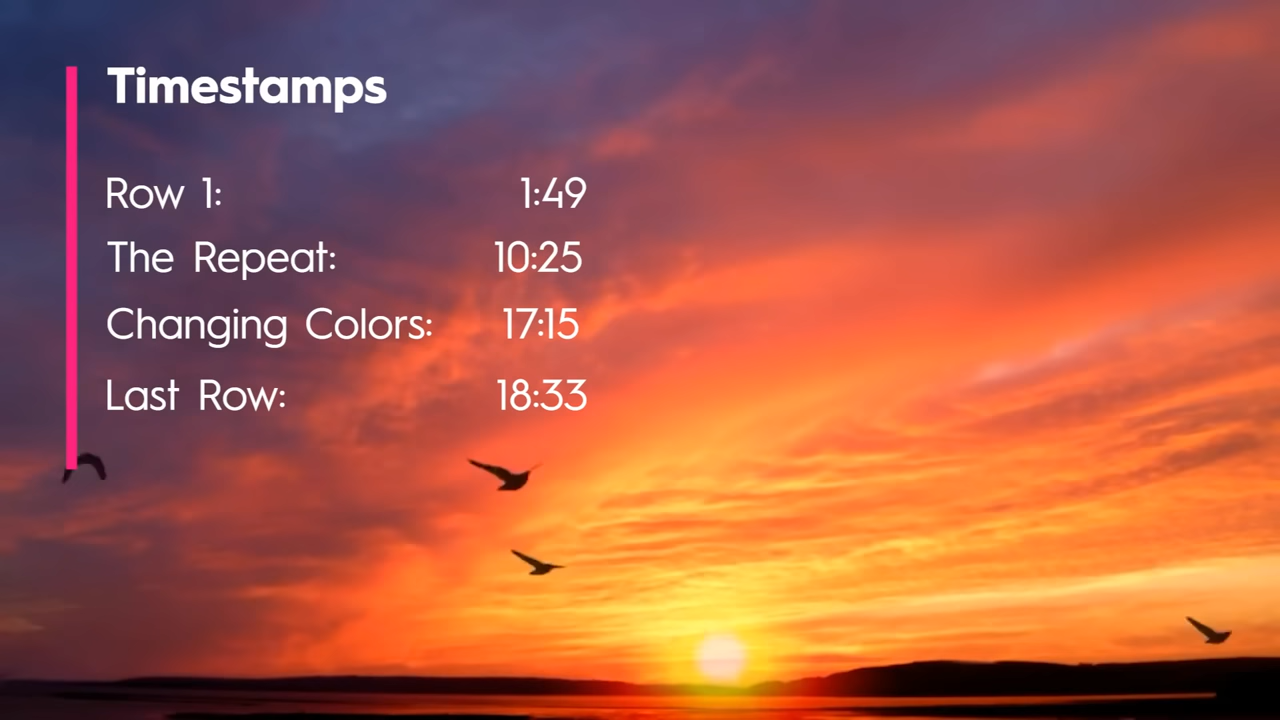 Timestamps
Row 1: 1:49
The Repeat: 10:25
Changing Colors: 17:15
Last Row: 18:33